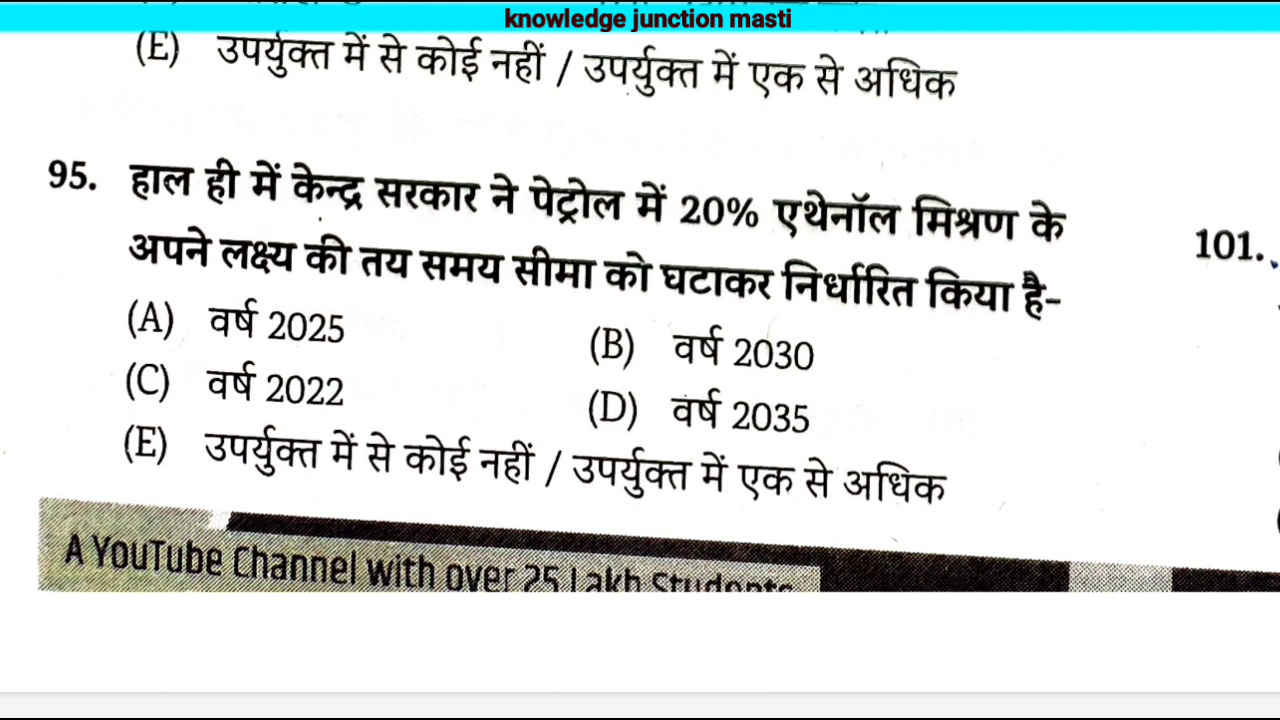 knowledge junction masti
(E) उपर्युक्त में से कोई नहीं / उपर्युक्त में एक से अधिक
95. हाल ही में केन्द्र सरकार ने पेट्रोल में 20% एथेनॉल मिश्रण के
अपने लक्ष्य की तय समय सीमा को घटाकर निर्धारित किया है-
(A) वर्ष 2025
(B) वर्ष 2030
(C) वर्ष 2022
(D) वर्ष 2035
(E) उपर्युक्त में से कोई नहीं / उपर्युक्त में एक से अधिक
101.
A YouTube Channel with over 25 Lakh Students